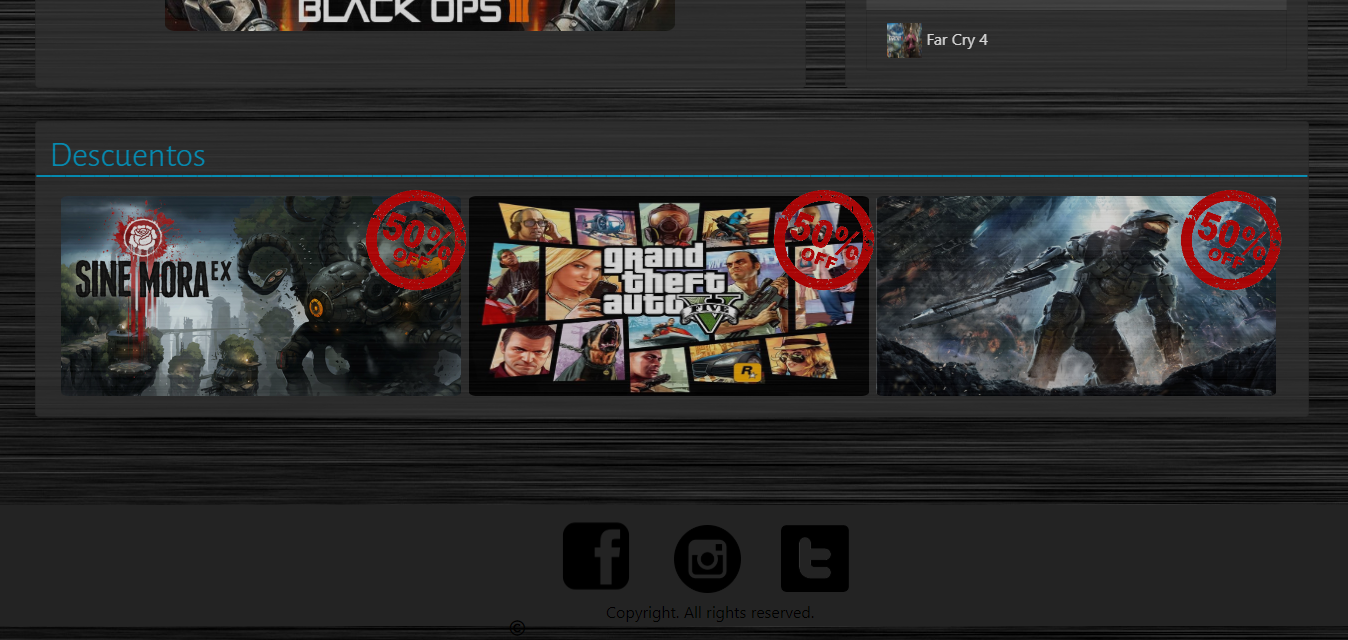 BLACK OPS III
Far Cry 4
Descuentos
SINE MORA EX
50%
OFF
grand
theft
auto
V
FIVE
R
50%
OFF
50%
OFF
f
t
Copyright. All rights reserved.
©